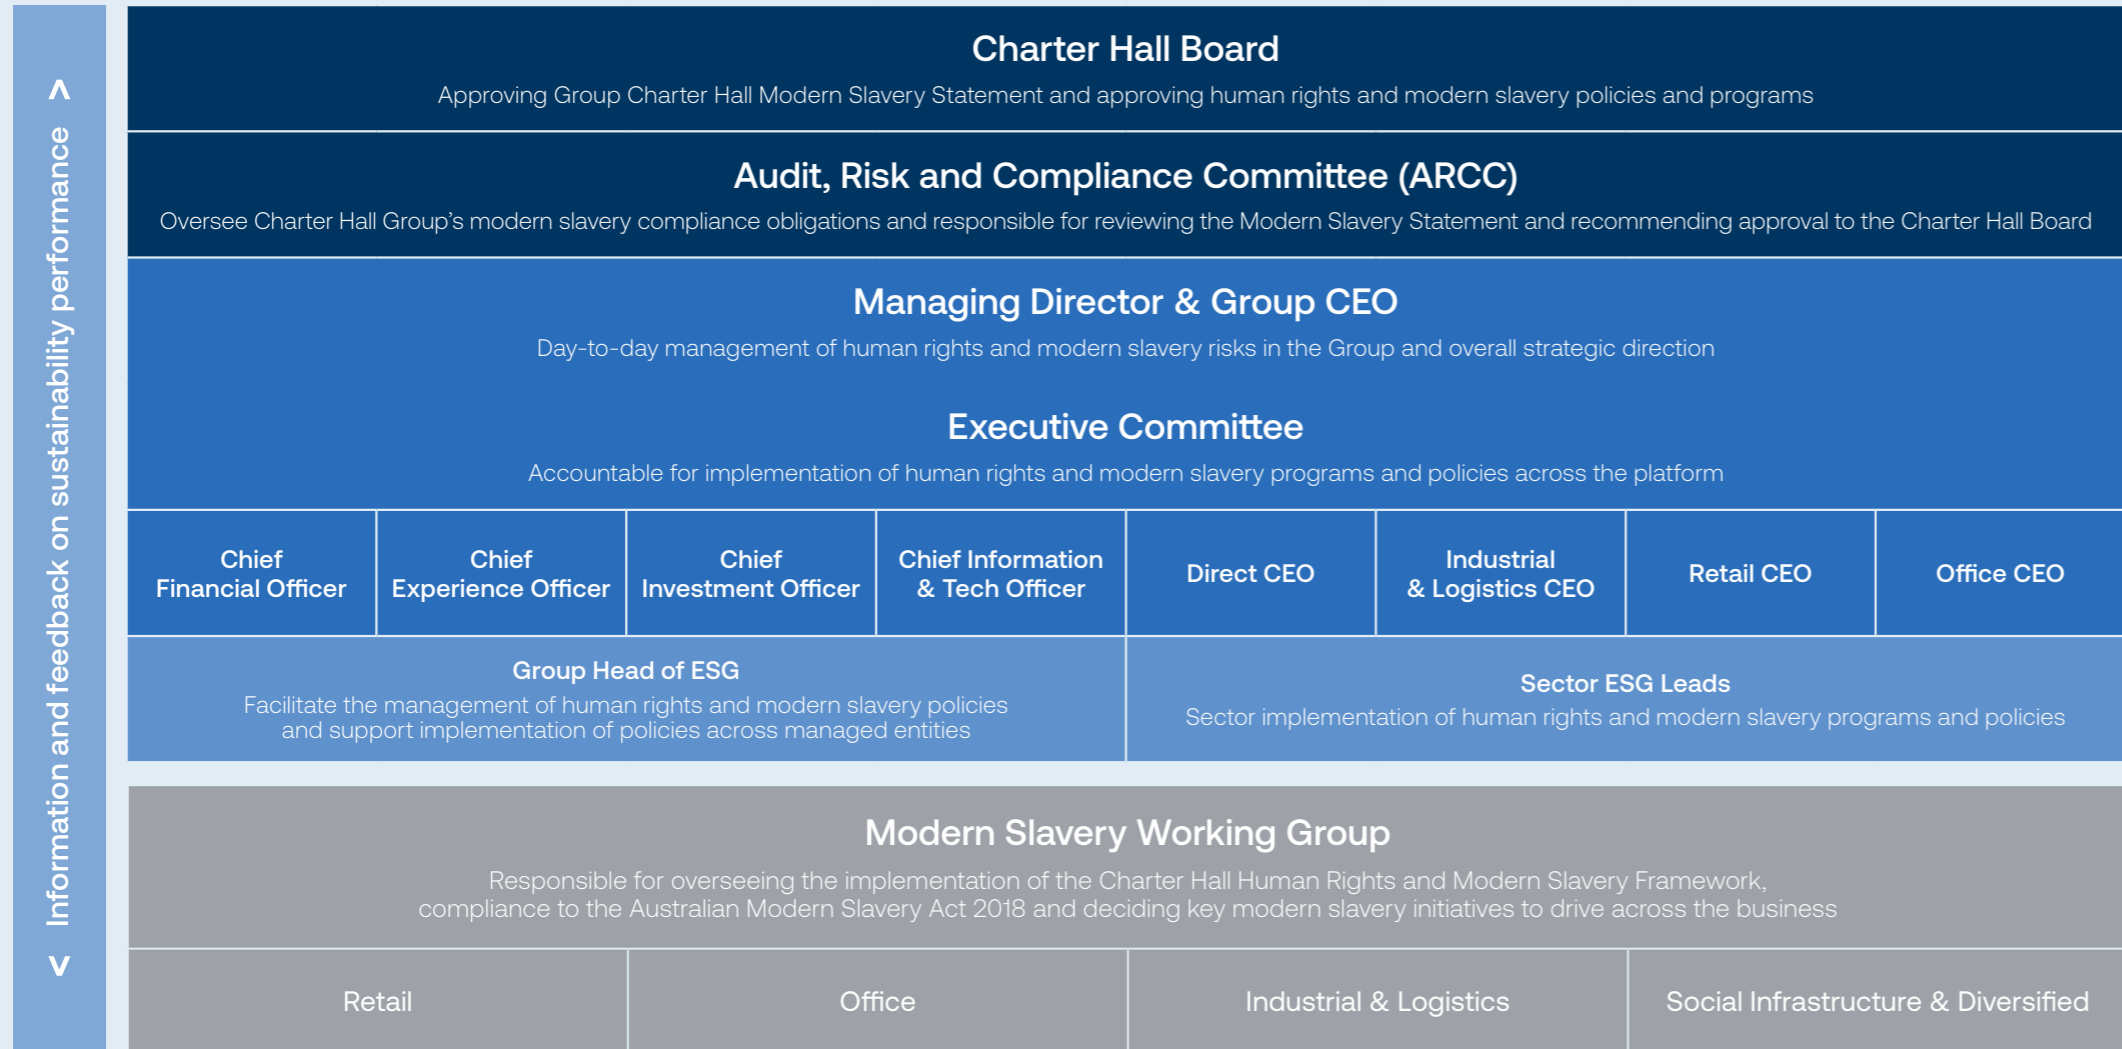 < Information and feedback on sustainability performance >
Charter Hall Board
Approving Group Charter Hall Modern Slavery Statement and approving human rights and modern slavery policies and programs
Audit, Risk and Compliance Committee (ARCC)
Oversee Charter Hall Group's modern slavery compliance obligations and responsible for reviewing the Modern Slavery Statement and recommending approval to the Charter Hall Board
Managing Director & Group CEO
Day-to-day management of human rights and modern slavery risks in the Group and overall strategic direction
Executive Committee
Accountable for implementation of human rights and modern slavery programs and policies across the platform
Chief
Financial Officer
Chief
Experience Officer
Chief
Investment Officer
Chief Information
& Tech Officer
Direct CEO
Industrial
& Logistics CEO
Retail CEO
Office CEO
Group Head of ESG
Facilitate the management of human rights and modern slavery policies
and support implementation of policies across managed entities
Sector ESG Leads
Sector implementation of human rights and modern slavery programs and policies
Modern Slavery Working Group
Responsible for overseeing the implementation of the Charter Hall Human Rights and Modern Slavery Framework,
compliance to the Australian Modern Slavery Act 2018 and deciding key modern slavery initiatives to drive across the business
Retail
Office
Industrial & Logistics
Social Infrastructure & Diversified